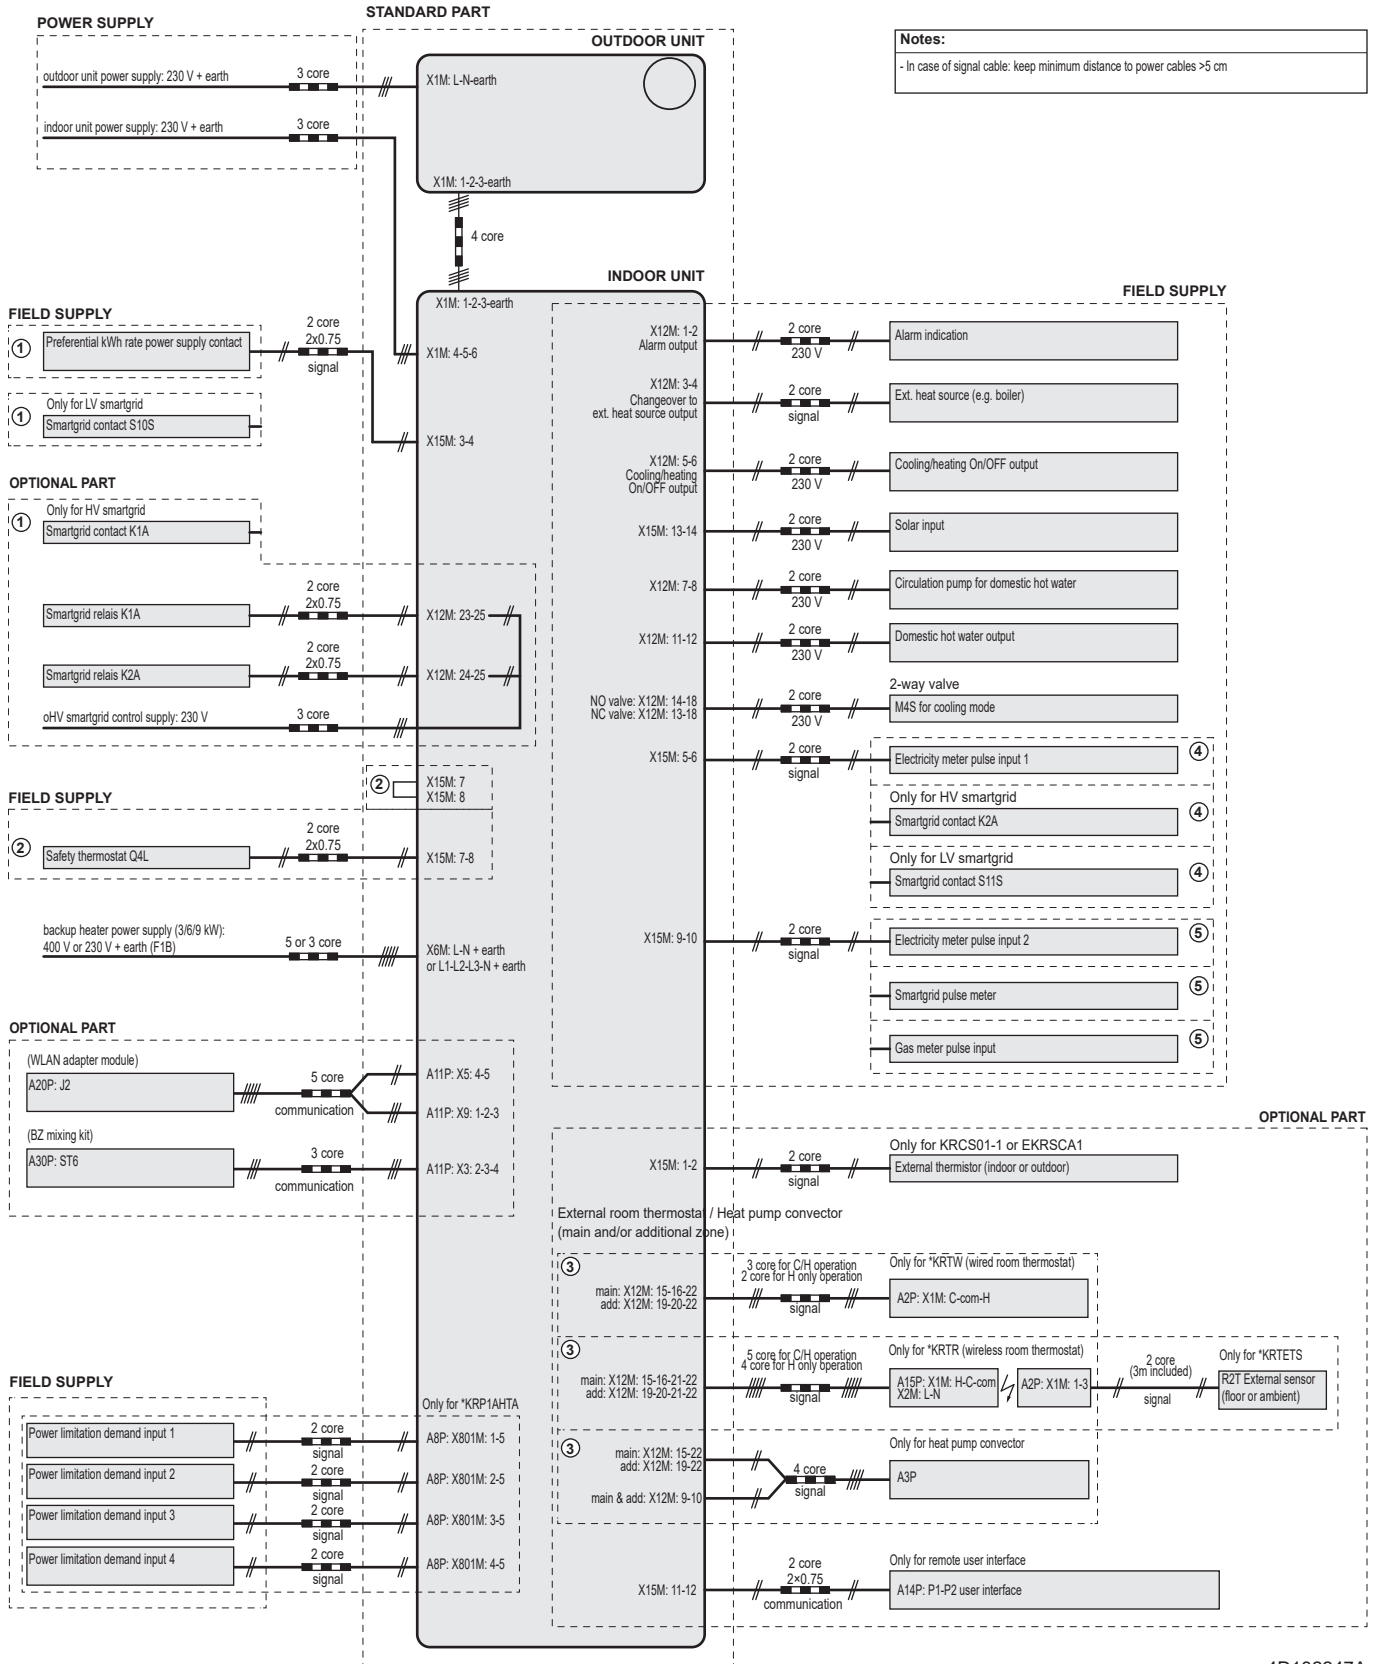 STANDARD PART
POWER SUPPLY
outdoor unit power supply: 230 V + earth
3 core
indoor unit power supply: 230 V + earth
3 core
OUTDOOR UNIT
X1M: L-N-earth
X1M: 1-2-3-earth
4 core
Notes:
- In case of signal cable: keep minimum distance to power cables >5 cm
INDOOR UNIT
X1M: 1-2-3-earth
FIELD SUPPLY
1
Preferential kWh rate power supply contact
2 core
2x0.75
signal
X1M: 4-5-6
1
Only for LV smartgrid
Smartgrid contact S10S
X15M: 3-4
OPTIONAL PART
1
Only for HV smartgrid
Smartgrid contact K1A
Smartgrid relais K1A
2 core
2x0.75
X12M: 23-25
Smartgrid relais K2A
2 core
2x0.75
X12M: 24-25
oHV smartgrid control supply: 230 V
3 core
2
X15M: 7
X15M: 8
FIELD SUPPLY
2
Safety thermostat Q4L
2 core
2x0.75
X15M: 7-8
backup heater power supply (3/6/9 kW):
400 V or 230 V + earth (F1B)
5 or 3 core
X6M: L-N + earth
or L1-L2-L3-N + earth
OPTIONAL PART
(WLAN adapter module)
A20P: J2
5 core
communication
A11P: X5: 4-5
A11P: X9: 1-2-3
(BZ mixing kit)
A30P: ST6
3 core
communication
A11P: X3: 2-3-4
FIELD SUPPLY
Only for *KRP1AHTA
Power limitation demand input 1
2 core
signal
A8P: X801M: 1-5
Power limitation demand input 2
2 core
signal
A8P: X801M: 2-5
Power limitation demand input 3
2 core
signal
A8P: X801M: 3-5
Power limitation demand input 4
2 core
signal
A8P: X801M: 4-5
FIELD SUPPLY
X12M: 1-2
Alarm output
2 core
230 V
Alarm indication
X12M: 3-4
Changeover to
ext. heat source output
2 core
signal
Ext. heat source (e.g. boiler)
X12M: 5-6
Cooling/heating
On/OFF output
2 core
230 V
Cooling/heating On/OFF output
X15M: 13-14
2 core
230 V
Solar input
X12M: 7-8
2 core
230 V
Circulation pump for domestic hot water
X12M: 11-12
2 core
230 V
Domestic hot water output
NO valve: X12M: 14-18
NC valve: X12M: 13-18
2 core
230 V
2-way valve
M4S for cooling mode
X15M: 5-6
2 core
signal
Electricity meter pulse input 1
4
Only for HV smartgrid
Smartgrid contact K2A
4
Only for LV smartgrid
Smartgrid contact S11S
4
X15M: 9-10
2 core
signal
Electricity meter pulse input 2
5
Smartgrid pulse meter
5
Gas meter pulse input
5
OPTIONAL PART
X15M: 1-2
2 core
signal
Only for KRCS01-1 or EKRSCA1
External thermistor (indoor or outdoor)
External room thermostat / Heat pump convector
(main and/or additional zone)
3
main: X12M: 15-16-22
add: X12M: 19-20-22
3 core for C/H operation
2 core for H only operation
signal
Only for *KRTW (wired room thermostat)
A2P: X1M: C-com-H
3
main: X12M: 15-16-21-22
add: X12M: 19-20-21-22
5 core for C/H operation
4 core for H only operation
signal
Only for *KRTR (wireless room thermostat)
A15P: X1M: H-C-com
X2M: L-N
A2P: X1M: 1-3
2 core
(3m included)
signal
Only for *KRTETS
R2T External sensor
(floor or ambient)
3
main: X12M: 15-22
add: X12M: 19-22
main & add: X12M: 9-10
4 core
signal
Only for heat pump convector
A3P
X15M: 11-12
2 core
2×0.75
communication
Only for remote user interface
A14P: P1-P2 user interface